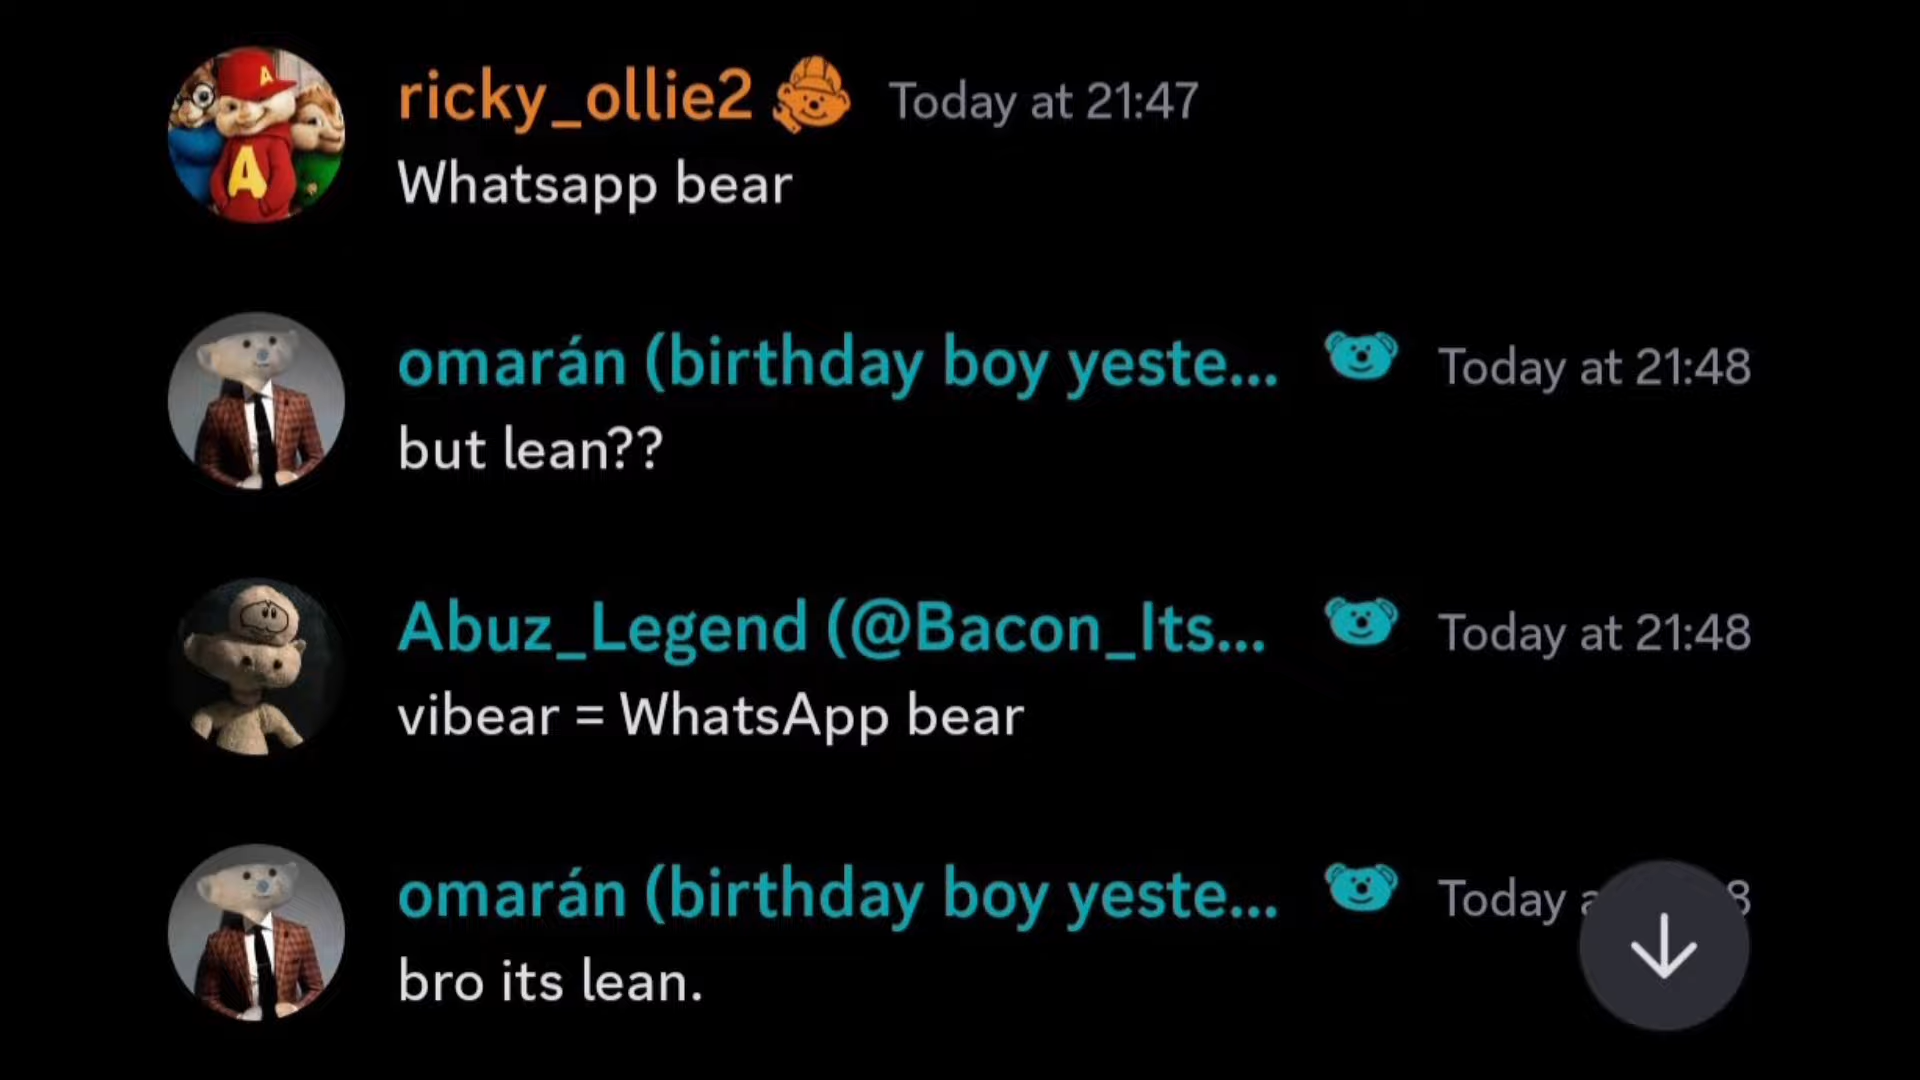 ricky_ollie2 Today at 21:47
Whatsapp bear
omarán (birthday boy yeste... Today at 21:48
but lean??
Abuz_Legend (@Bacon_Its... Today at 21:48
vibear = WhatsApp bear
omarán (birthday boy yeste... Today
bro its lean.